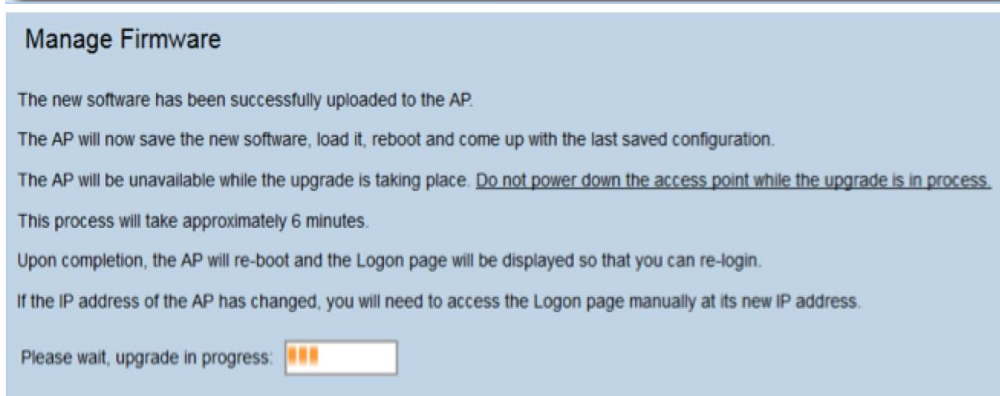 Manage Firmware
The new software has been successfully uploaded to the AP.
The AP will now save the new software, load it, reboot and come up with the last saved configuration.
The AP will be unavailable while the upgrade is taking place. Do not power down the access point while the upgrade is in process.
This process will take approximately 6 minutes.
Upon completion, the AP will re-boot and the Logon page will be displayed so that you can re-login.
If the IP address of the AP has changed, you will need to access the Logon page manually at its new IP address.
Please wait, upgrade in progress: